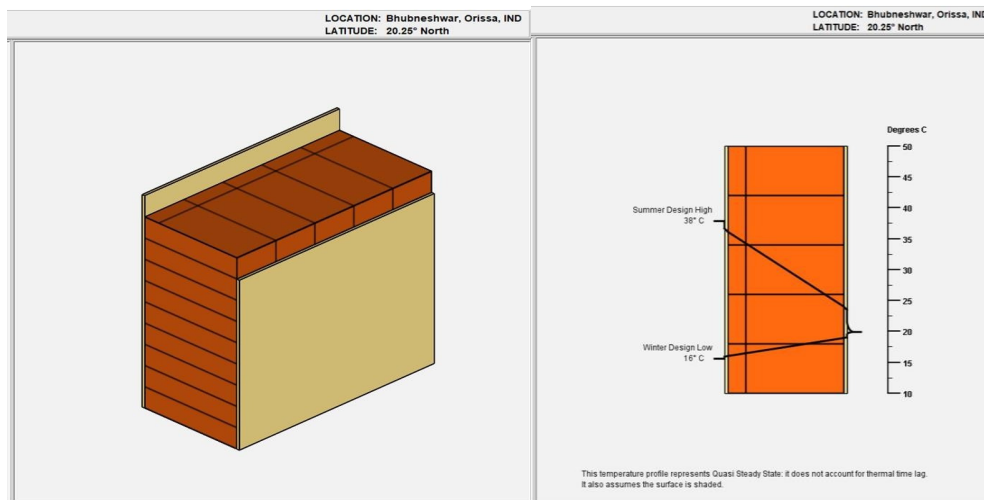 LOCATION: Bhubneshwar, Orissa, IND
LATITUDE: 20.25° North
LOCATION: Bhubneshwar, Orissa, IND
LATITUDE: 20.25° North
Degrees C
50
45
40
35
30
25
20
15
10
Summer Design High
38° C
Winter Design Low
16° C
This temperature profile represents Quasi Steady State: it does not account for thermal time lag.
It also assumes the surface is shaded.